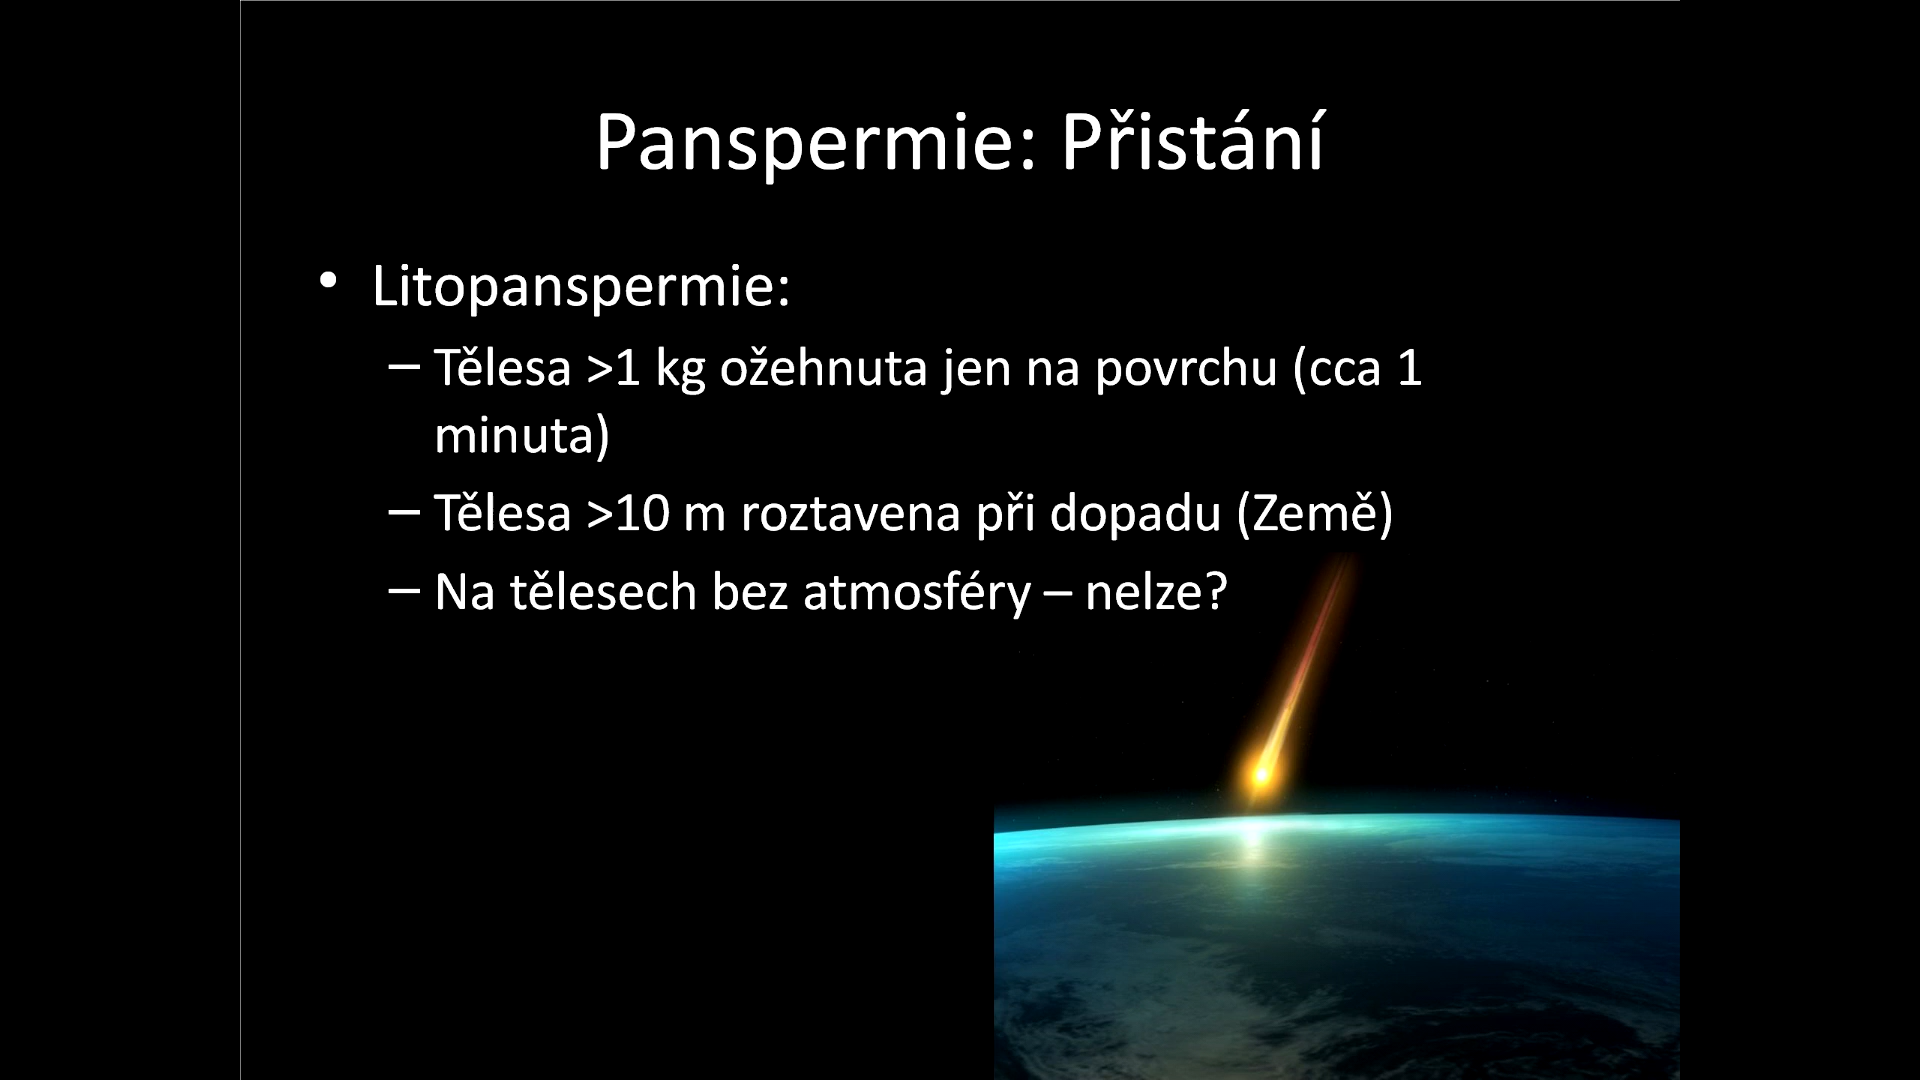 Panspermie: Přistání
• Litopanspermie:
– Tělesa >1 kg ožehnuta jen na povrchu (cca 1
minuta)
– Tělesa >10 m roztavena při dopadu (Země)
– Na tělesech bez atmosféry – nelze?